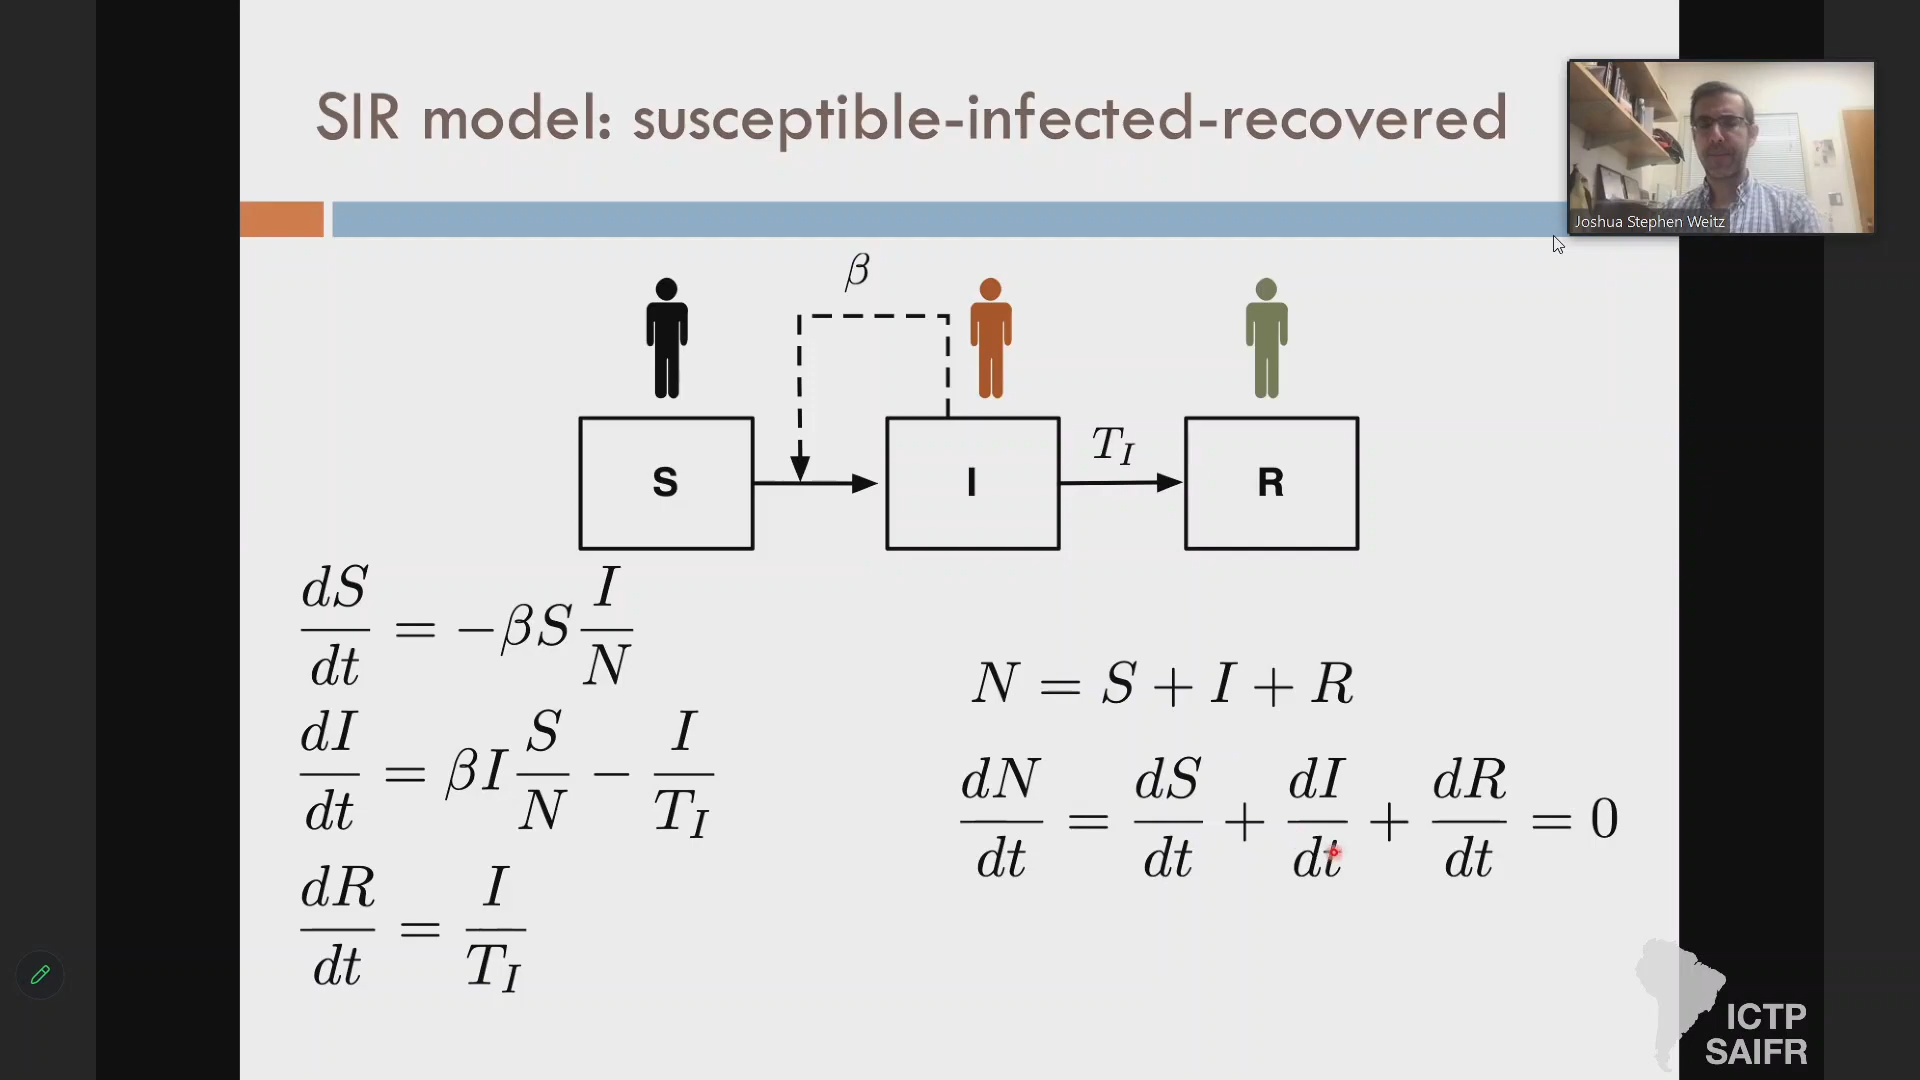 SIR model: susceptible-infected-recovered
Joshua Stephen Weitz
β
T_I
S
I
R
dS/dt = −βS I/N
dI/dt = βI S/N − I/T_I
dR/dt = I/T_I
N = S + I + R
dN/dt = dS/dt + dI/dt + dR/dt = 0
ICTP
SAIFR